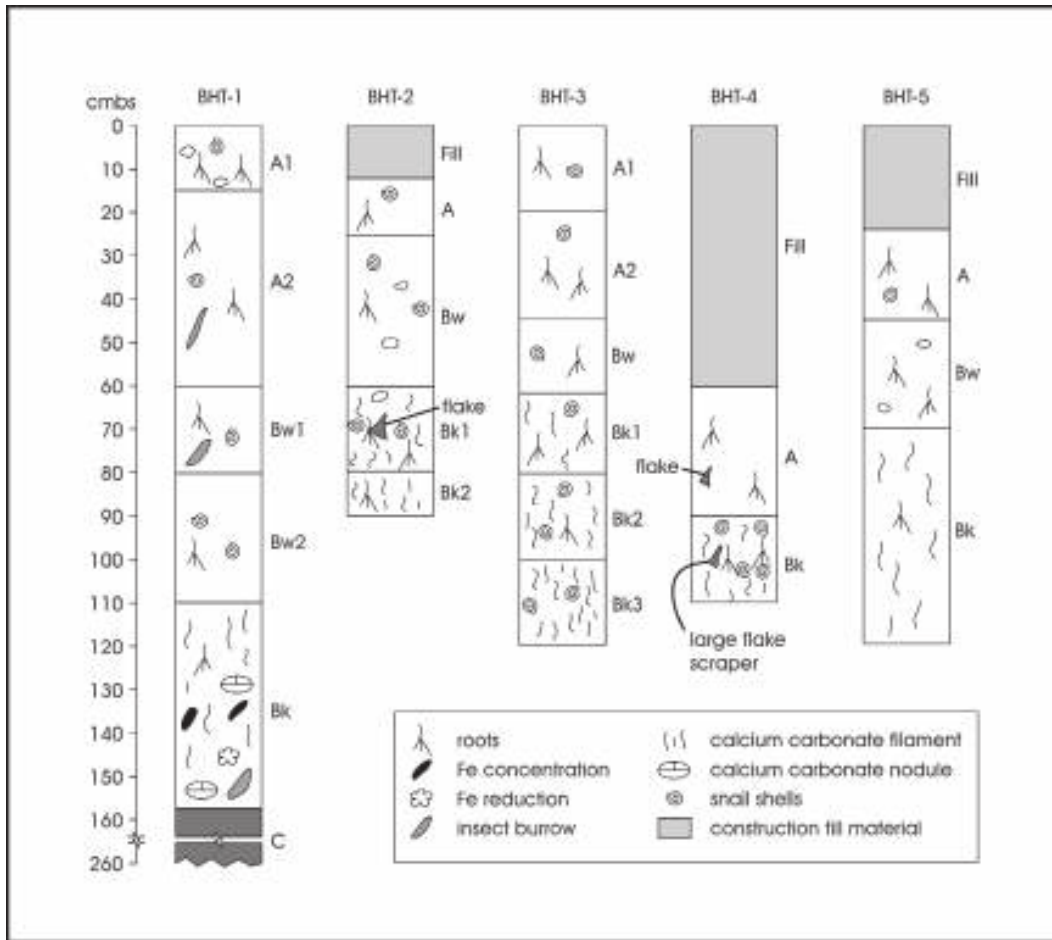 cmbs
BHT-1
BHT-2
BHT-3
BHT-4
BHT-5
0
10
20
30
40
50
60
70
80
90
100
110
120
130
140
150
160
260
A1
A2
Bw1
Bw2
Bk
C
Fill
A
Bw
flake
Bk1
Bk2
A1
A2
Bw
Bk1
Bk2
Bk3
Fill
flake
A
Bk
large flake
scraper
Fill
A
Bw
Bk
roots
Fe concentration
Fe reduction
insect burrow
calcium carbonate filament
calcium carbonate nodule
snail shells
construction fill material